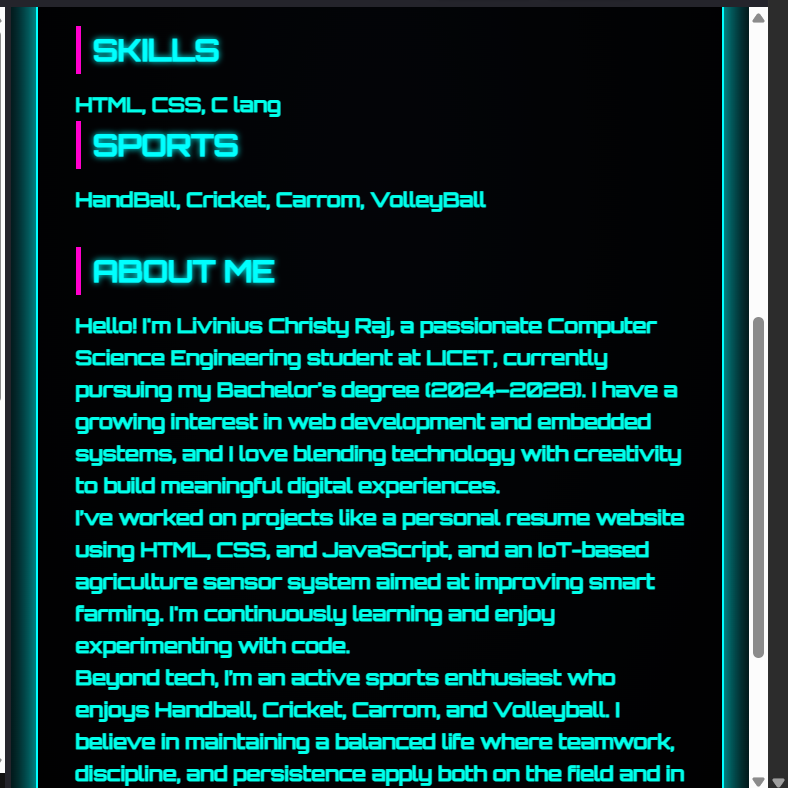 SKILLS
HTML, CSS, C lang
SPORTS
HandBall, Cricket, Carrom, VolleyBall
ABOUT ME
Hello! I'm Livinius Christy Raj, a passionate Computer
Science Engineering student at LICET, currently
pursuing my Bachelor's degree (2024–2028). I have a
growing interest in web development and embedded
systems, and I love blending technology with creativity
to build meaningful digital experiences.
I've worked on projects like a personal resume website
using HTML, CSS, and JavaScript, and an IoT-based
agriculture sensor system aimed at improving smart
farming. I'm continuously learning and enjoy
experimenting with code.
Beyond tech, I'm an active sports enthusiast who
enjoys Handball, Cricket, Carrom, and Volleyball. I
believe in maintaining a balanced life where teamwork,
discipline, and persistence apply both on the field and in